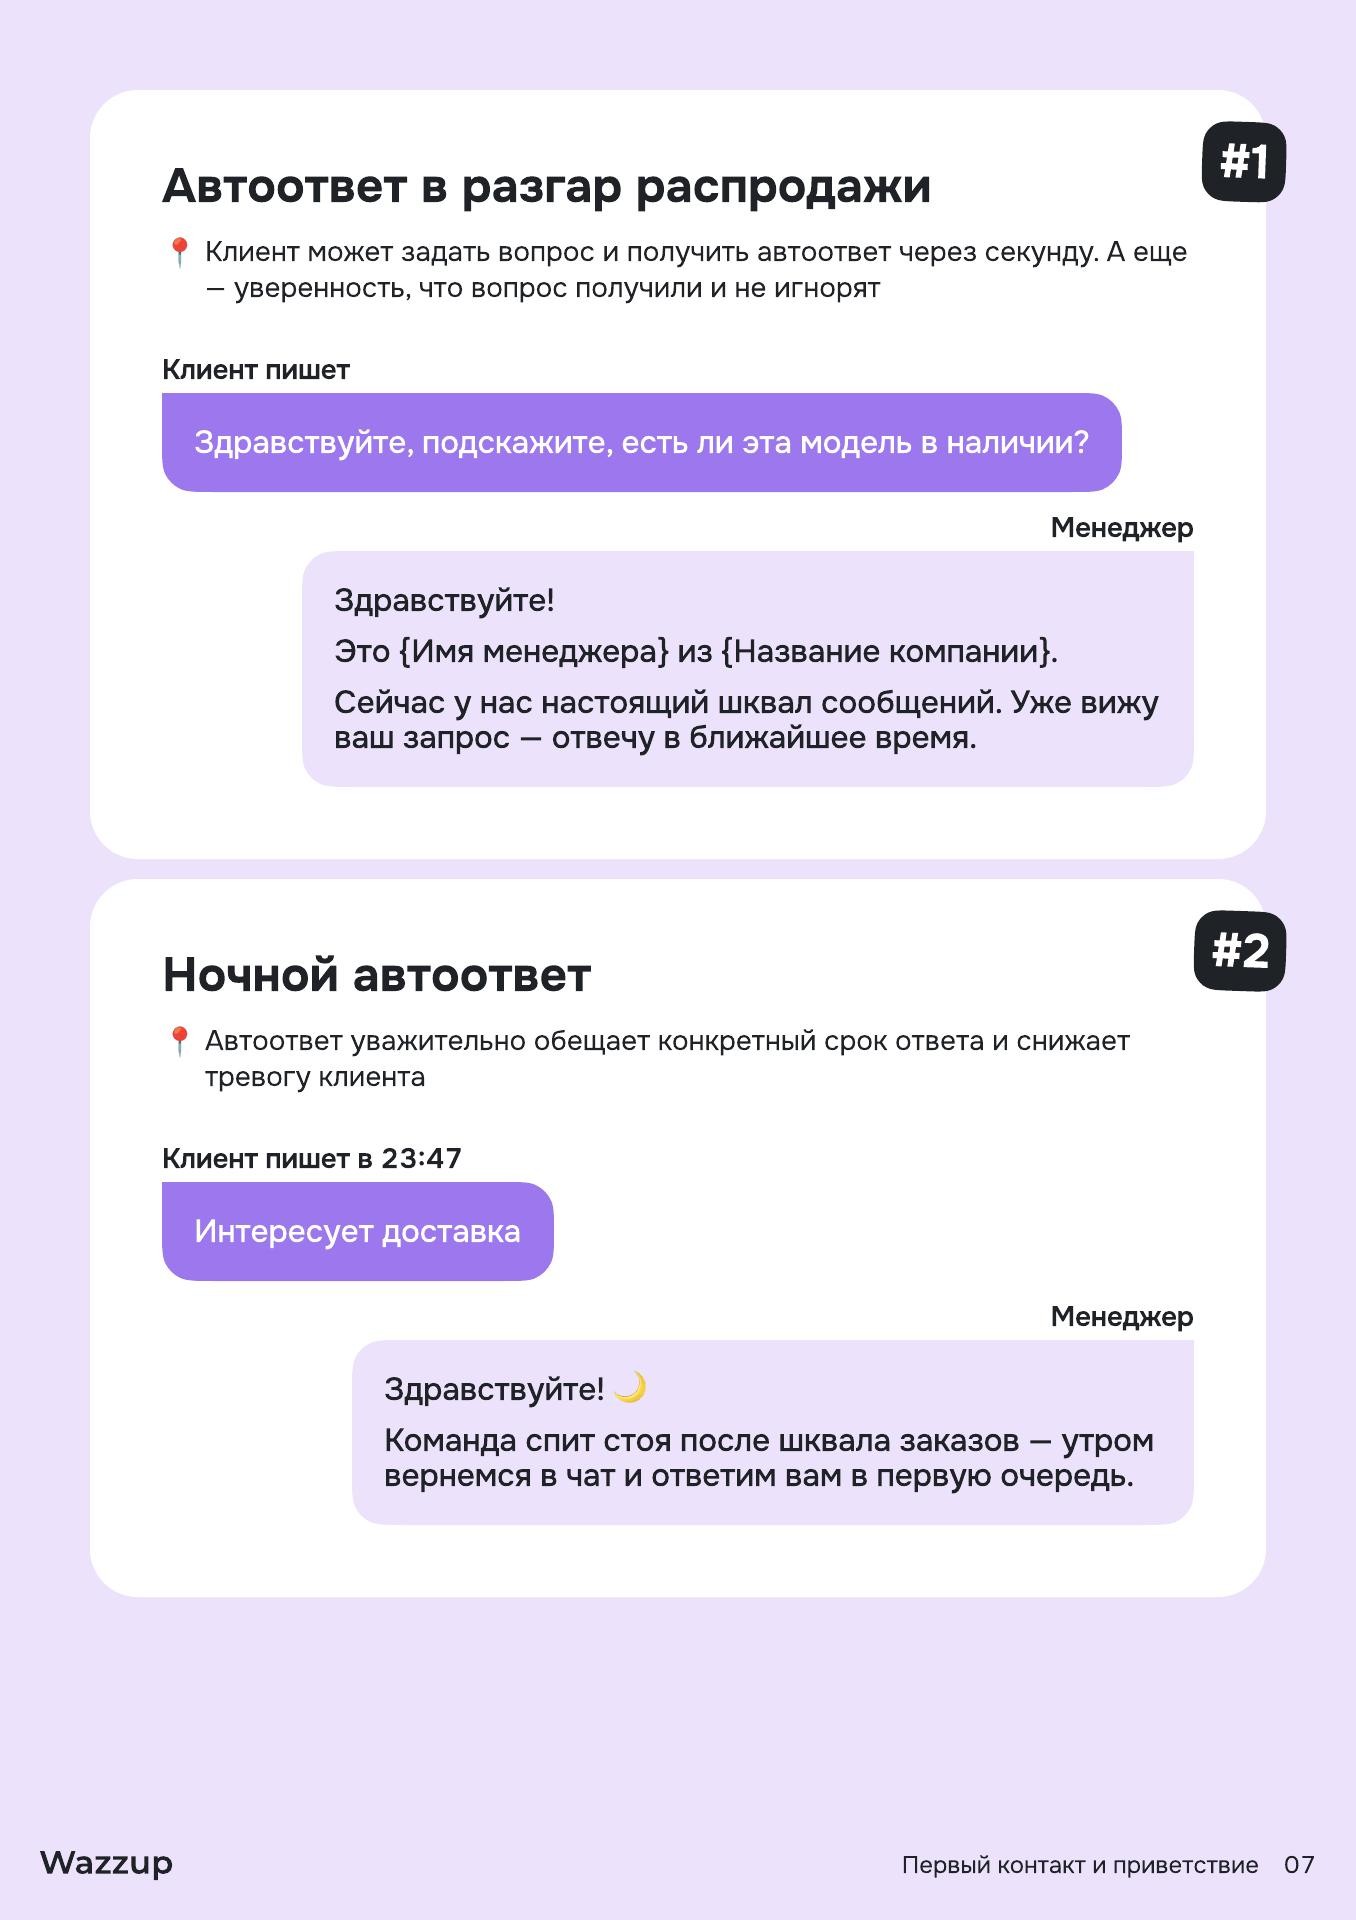 #1
Автоответ в разгар распродажи
📍 Клиент может задать вопрос и получить автоответ через секунду. А еще
— уверенность, что вопрос получили и не игнорят
Клиент пишет
Здравствуйте, подскажите, есть ли эта модель в наличии?
Менеджер
Здравствуйте!
Это {Имя менеджера} из {Название компании}.
Сейчас у нас настоящий шквал сообщений. Уже вижу
ваш запрос — отвечу в ближайшее время.
#2
Ночной автоответ
📍 Автоответ уважительно обещает конкретный срок ответа и снижает
тревогу клиента
Клиент пишет в 23:47
Интересует доставка
Менеджер
Здравствуйте! 🌙
Команда спит стоя после шквала заказов — утром
вернемся в чат и ответим вам в первую очередь.
Wazzup
Первый контакт и приветствие 07